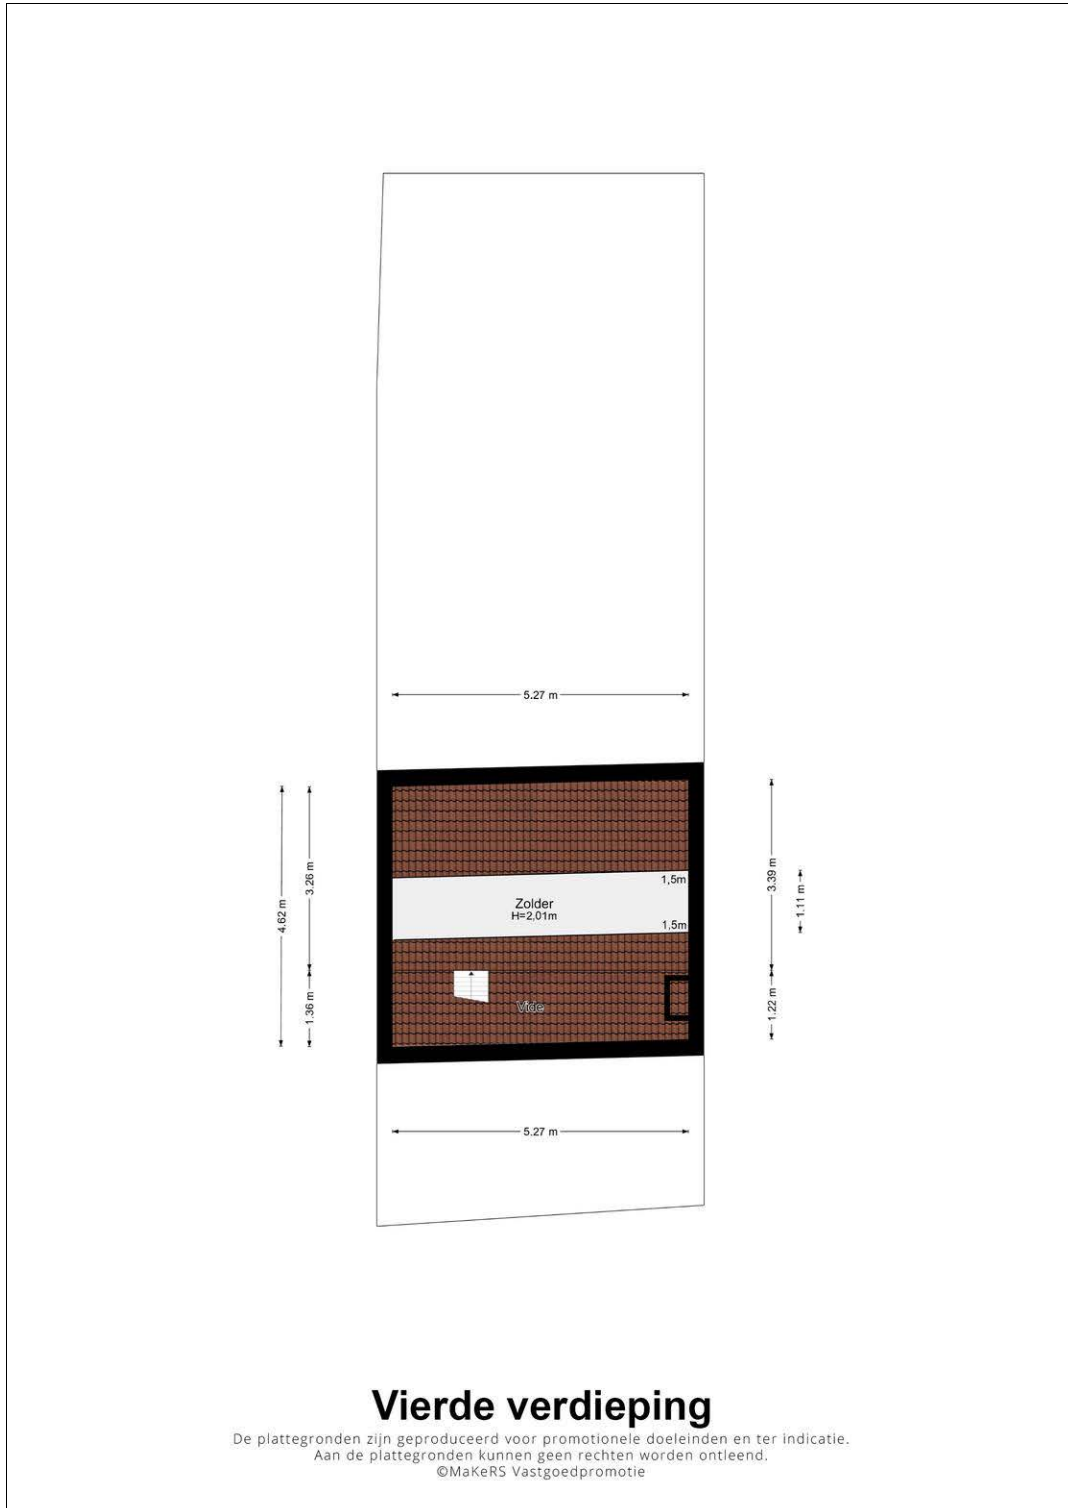 5.27 m
4.62 m
3.26 m
1.36 m
1,5m
Zolder
H=2,01m
1,5m
Vide
3.39 m
1.11 m
1.22 m
5.27 m
Vierde verdieping
De plattegronden zijn geproduceerd voor promotionele doeleinden en ter indicatie.
Aan de plattegronden kunnen geen rechten worden ontleend.
©MaKeRS Vastgoedpromotie